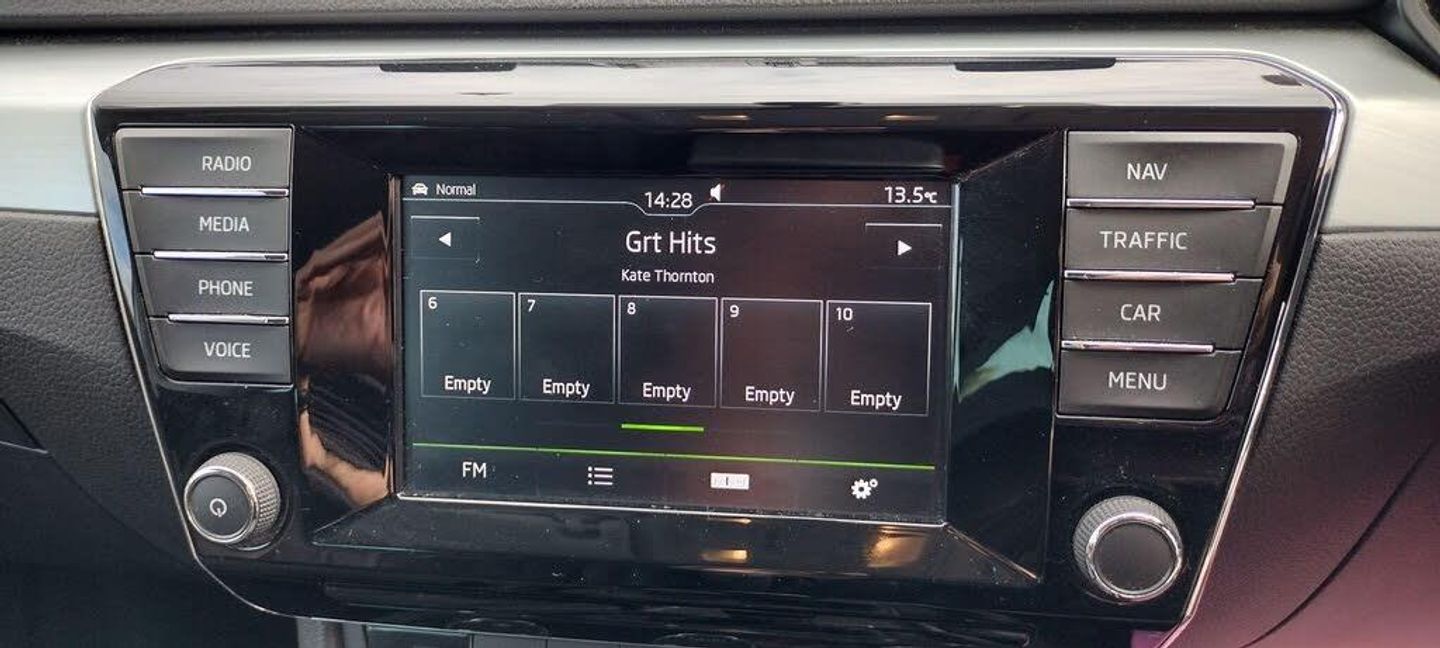 RADIO
MEDIA
PHONE
VOICE
Normal 14:28 13.5°C
Grt Hits
Kate Thornton
6 7 8 9 10
Empty Empty Empty Empty Empty
FM
NAV
TRAFFIC
CAR
MENU